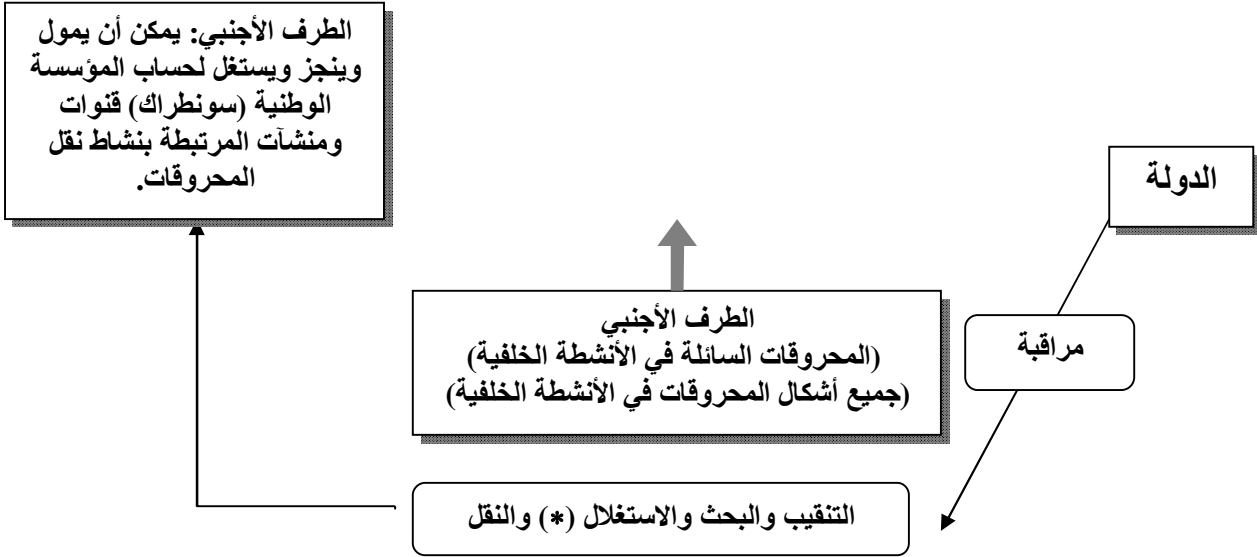 الطرف الأجنبي: يمكن أن يمول
وينجز ويستغل لحساب المؤسسة
الوطنية (سونطراك) قنوات
ومنشآت المرتبطة بنشاط نقل
المحروقات.
الدولة
الطرف الأجنبي
(المحروقات السائلة في الأنشطة الخلفية)
(جميع أشكال المحروقات في الأنشطة الخلفية)
مراقبة
التنقيب والبحث والاستغلال (*) والنقل